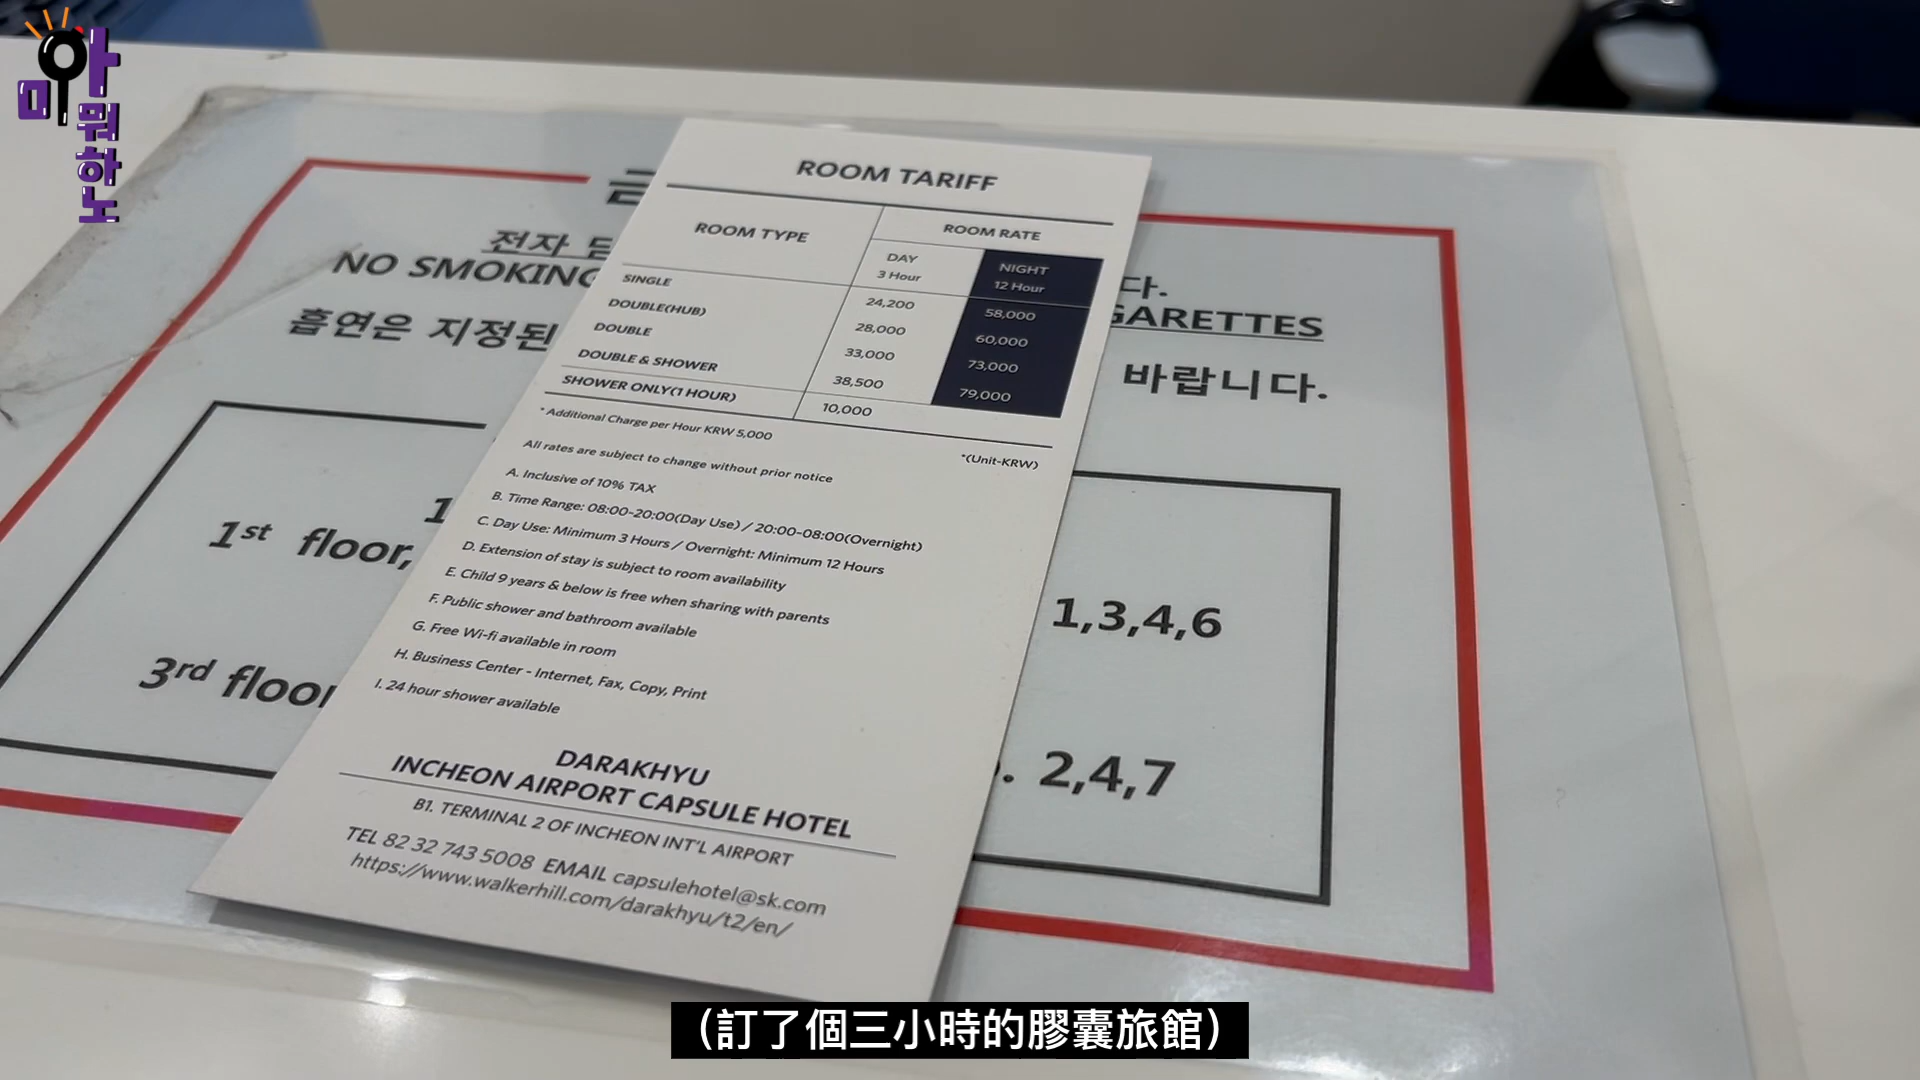 미아
뭐하노
ROOM TARIFF
ROOM TYPE
ROOM RATE
DAY
3 Hour
NIGHT
12 Hour
SINGLE 24,200 58,000
DOUBLE(HUB) 28,000 60,000
DOUBLE 33,000 73,000
DOUBLE & SHOWER 38,500 79,000
SHOWER ONLY(1 HOUR) 10,000
* Additional Charge per Hour KRW 5,000
*(Unit-KRW)
All rates are subject to change without prior notice
A. Inclusive of 10% TAX
B. Time Range: 08:00~20:00(Day Use) / 20:00~08:00(Overnight)
C. Day Use: Minimum 3 Hours / Overnight: Minimum 12 Hours
D. Extension of stay is subject to room availability
E. Child 9 years & below is free when sharing with parents
F. Public shower and bathroom available
G. Free Wi-fi available in room
H. Business Center - Internet, Fax, Copy, Print
I. 24 hour shower available
DARAKHYU
INCHEON AIRPORT CAPSULE HOTEL
B1. TERMINAL 2 OF INCHEON INT'L AIRPORT
TEL 82 32 743 5008 EMAIL capsulehotel@sk.com
https://www.walkerhill.com/darakhyu/t2/en/
전자 다.
NO SMOKING GARETTES
흡연은 지정된 바랍니다.
1
1st floor, 1,3,4,6
3rd floor 2,4,7
（訂了個三小時的膠囊旅館）